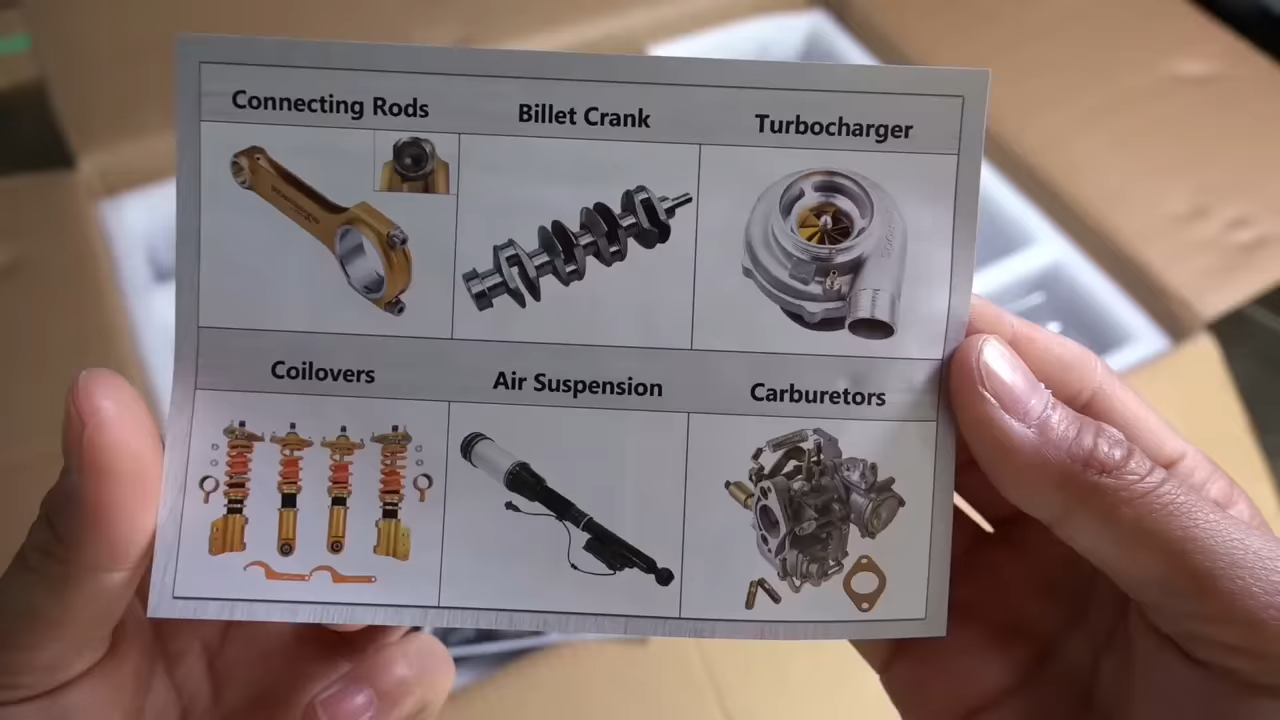 Connecting Rods
Billet Crank
Turbocharger
Coilovers
Air Suspension
Carburetors